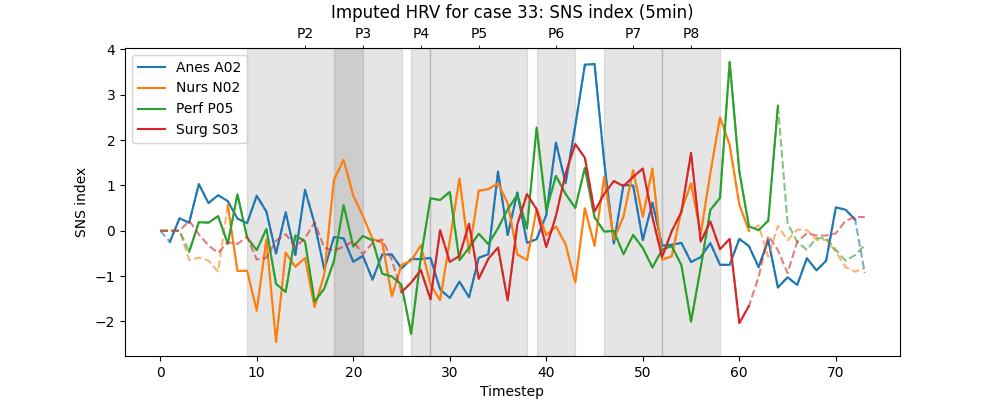 Imputed HRV for case 33: SNS index (5min)
P2 P3 P4 P5 P6 P7 P8
Anes A02
Nurs N02
Perf P05
Surg S03
SNS index
4
3
2
1
0
−1
−2
0 10 20 30 40 50 60 70
Timestep